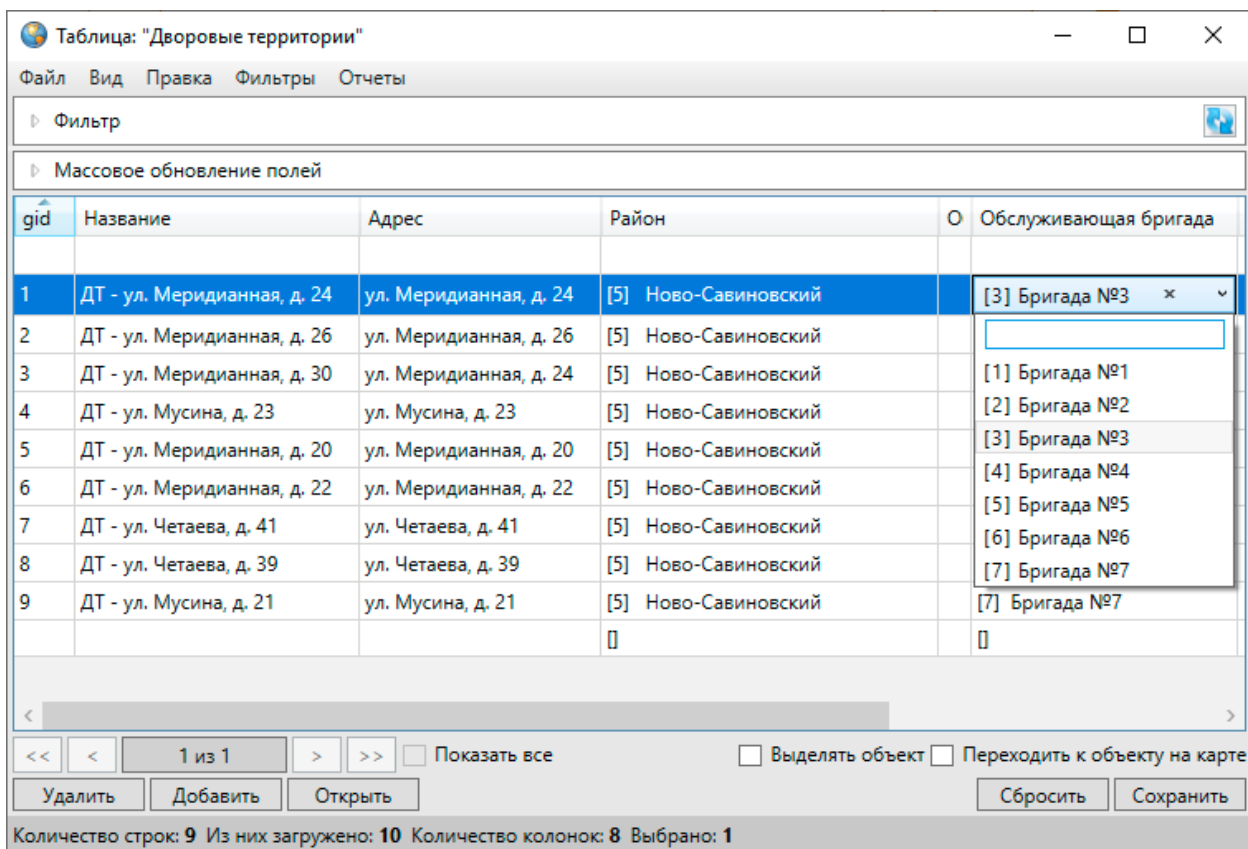 Таблица: "Дворовые территории"
Файл Вид Правка Фильтры Отчеты
Фильтр
Массовое обновление полей
gid Название Адрес Район О Обслуживающая бригада
1 ДТ - ул. Меридианная, д. 24 ул. Меридианная, д. 24 [5] Ново-Савиновский [3] Бригада №3
2 ДТ - ул. Меридианная, д. 26 ул. Меридианная, д. 26 [5] Ново-Савиновский
3 ДТ - ул. Меридианная, д. 30 ул. Меридианная, д. 24 [5] Ново-Савиновский [1] Бригада №1
4 ДТ - ул. Мусина, д. 23 ул. Мусина, д. 23 [5] Ново-Савиновский [2] Бригада №2
5 ДТ - ул. Меридианная, д. 20 ул. Меридианная, д. 20 [5] Ново-Савиновский [3] Бригада №3
6 ДТ - ул. Меридианная, д. 22 ул. Меридианная, д. 22 [5] Ново-Савиновский [4] Бригада №4
[5] Бригада №5
7 ДТ - ул. Четаева, д. 41 ул. Четаева, д. 41 [5] Ново-Савиновский [6] Бригада №6
8 ДТ - ул. Четаева, д. 39 ул. Четаева, д. 39 [5] Ново-Савиновский [7] Бригада №7
9 ДТ - ул. Мусина, д. 21 ул. Мусина, д. 21 [5] Ново-Савиновский [7] Бригада №7
[] []
<< < 1 из 1 > >> Показать все Выделять объект Переходить к объекту на карте
Удалить Добавить Открыть Сбросить Сохранить
Количество строк: 9 Из них загружено: 10 Количество колонок: 8 Выбрано: 1